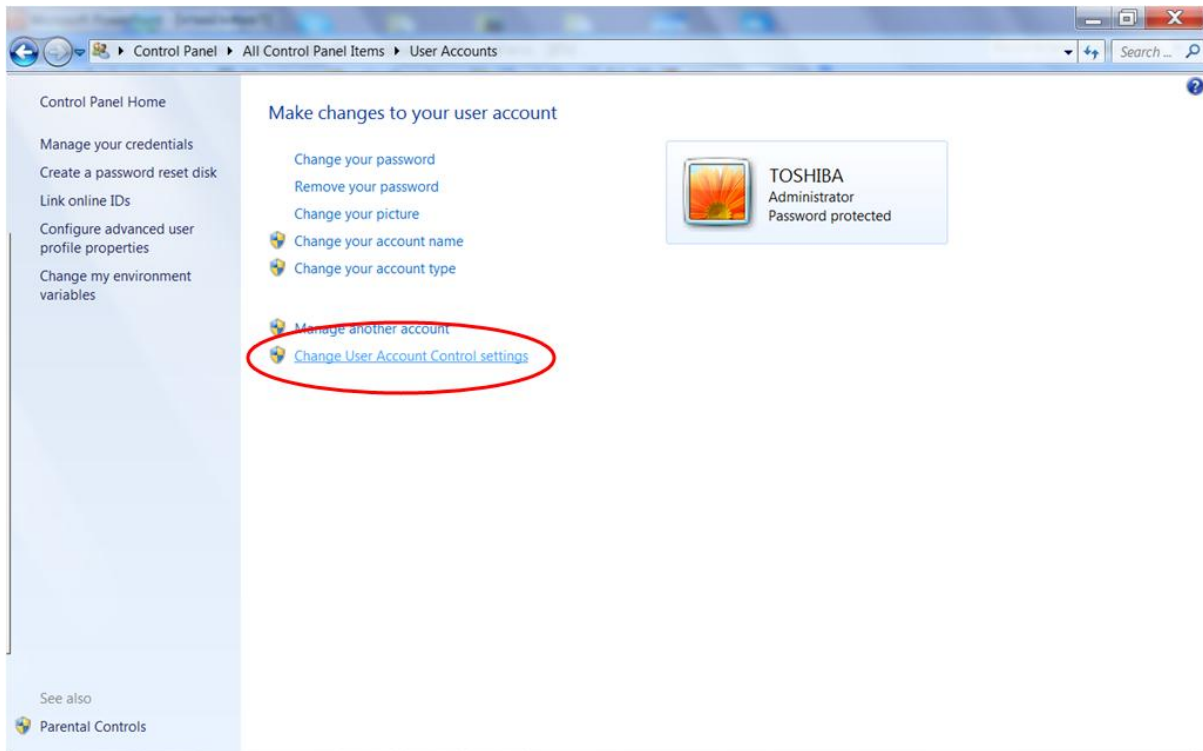 Control Panel ▸ All Control Panel Items ▸ User Accounts
Search ...
Control Panel Home
Manage your credentials
Create a password reset disk
Link online IDs
Configure advanced user
profile properties
Change my environment
variables
Make changes to your user account
Change your password
Remove your password
Change your picture
Change your account name
Change your account type
Manage another account
Change User Account Control settings
TOSHIBA
Administrator
Password protected
See also
Parental Controls